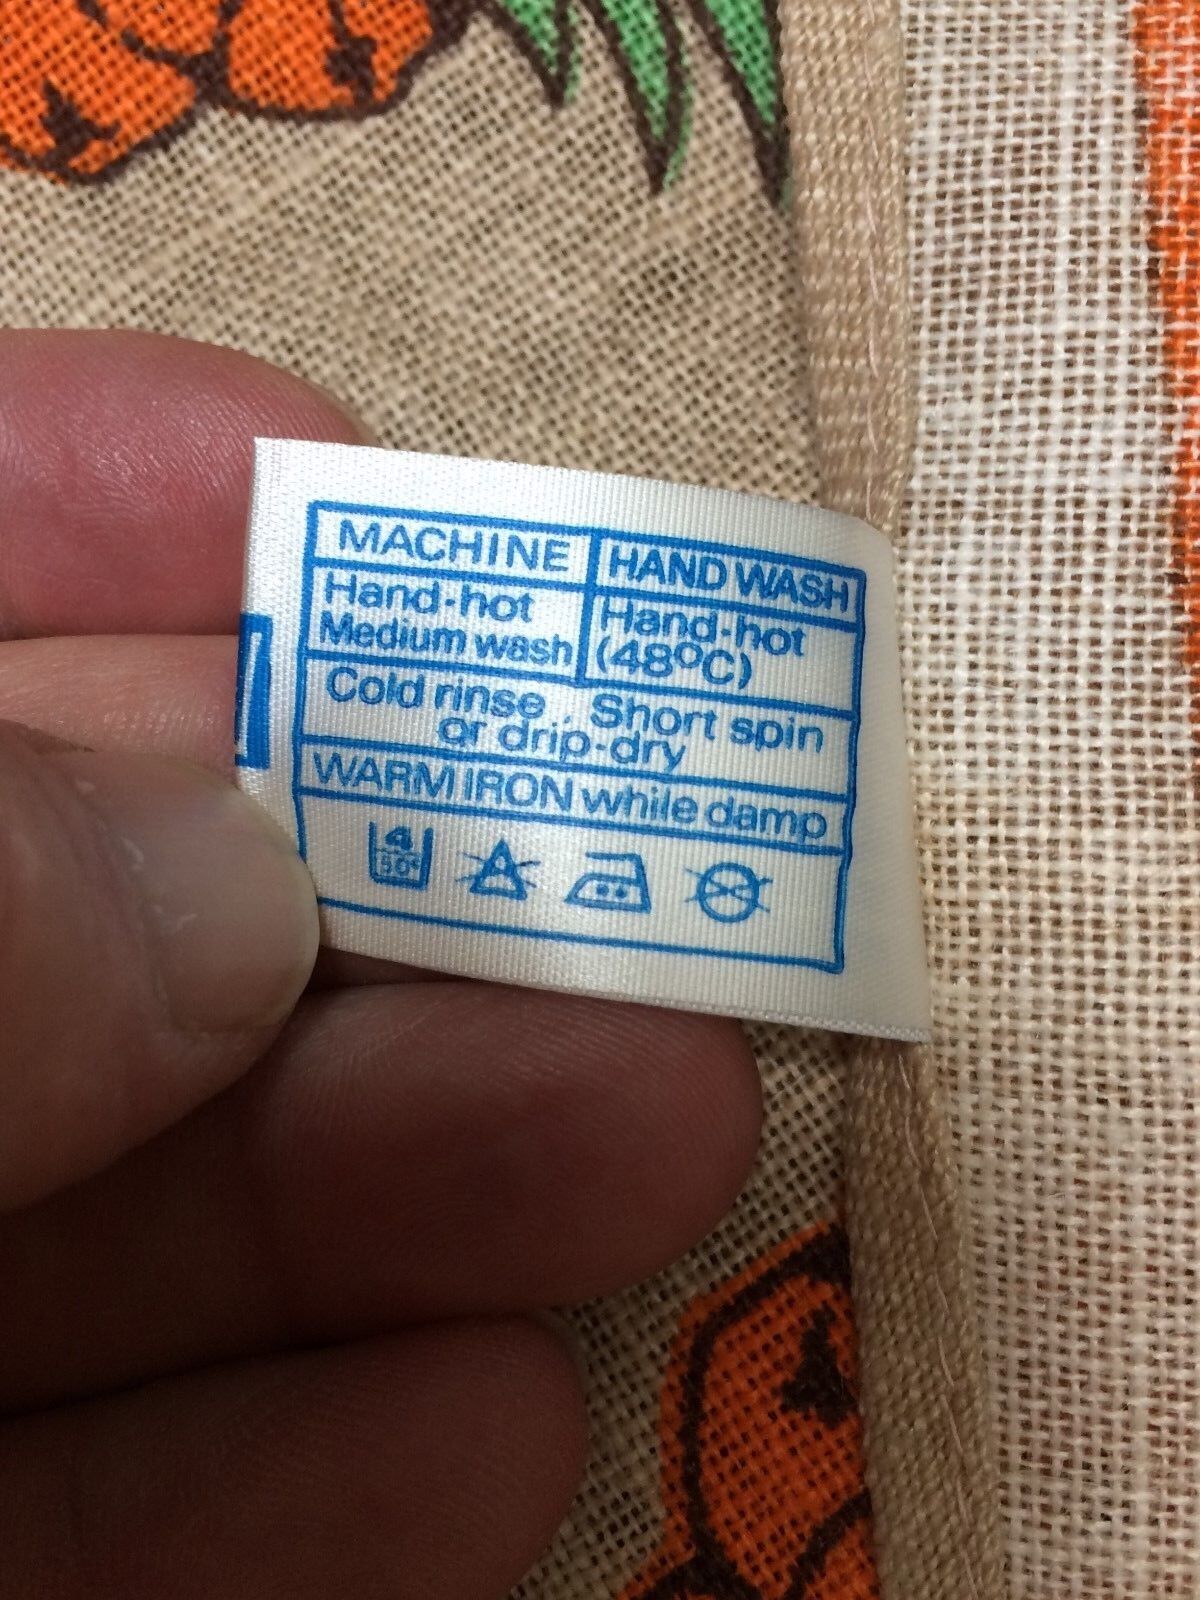 MACHINE
HAND WASH
Hand-hot
Medium wash
Hand-hot
(48°C)
Cold rinse. Short spin
or drip-dry
WARM IRON while damp
4
50°